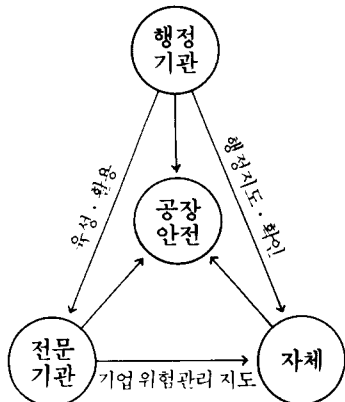 행정
기관
육성·활용
행정지도·확인
공장
안전
전문
기관
기업 위험관리 지도
자체